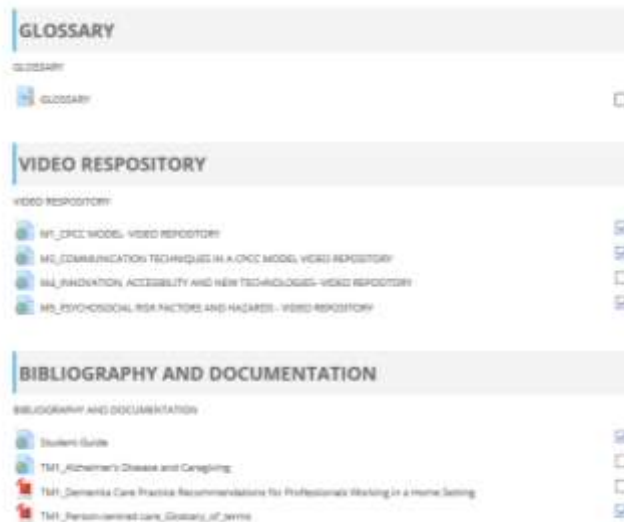 GLOSSARY
GLOSSARY
GLOSSARY
VIDEO RESPOSITORY
VIDEO RESPOSITORY
M1_CPCC MODEL- VIDEO REPOSITORY
M2_COMMUNICATION TECHNIQUES IN A CPCC MODEL VIDEO REPOSITORY
M4_INNOVATION, ACCESSIBILITY AND NEW TECHNOLOGIES- VIDEO REPOSITORY
M5_PSYCHOSOCIAL RISK FACTORS AND HAZARDS - VIDEO REPOSITORY
BIBLIOGRAPHY AND DOCUMENTATION
BIBLIOGRAPHY AND DOCUMENTATION
Student Guide
TM1_Alzheimer's Disease and Caregiving
TM1_Dementia Care Practice Recommendations for Professionals Working in a Home Setting
TM1_Person-centred care_Glossary_of_terms